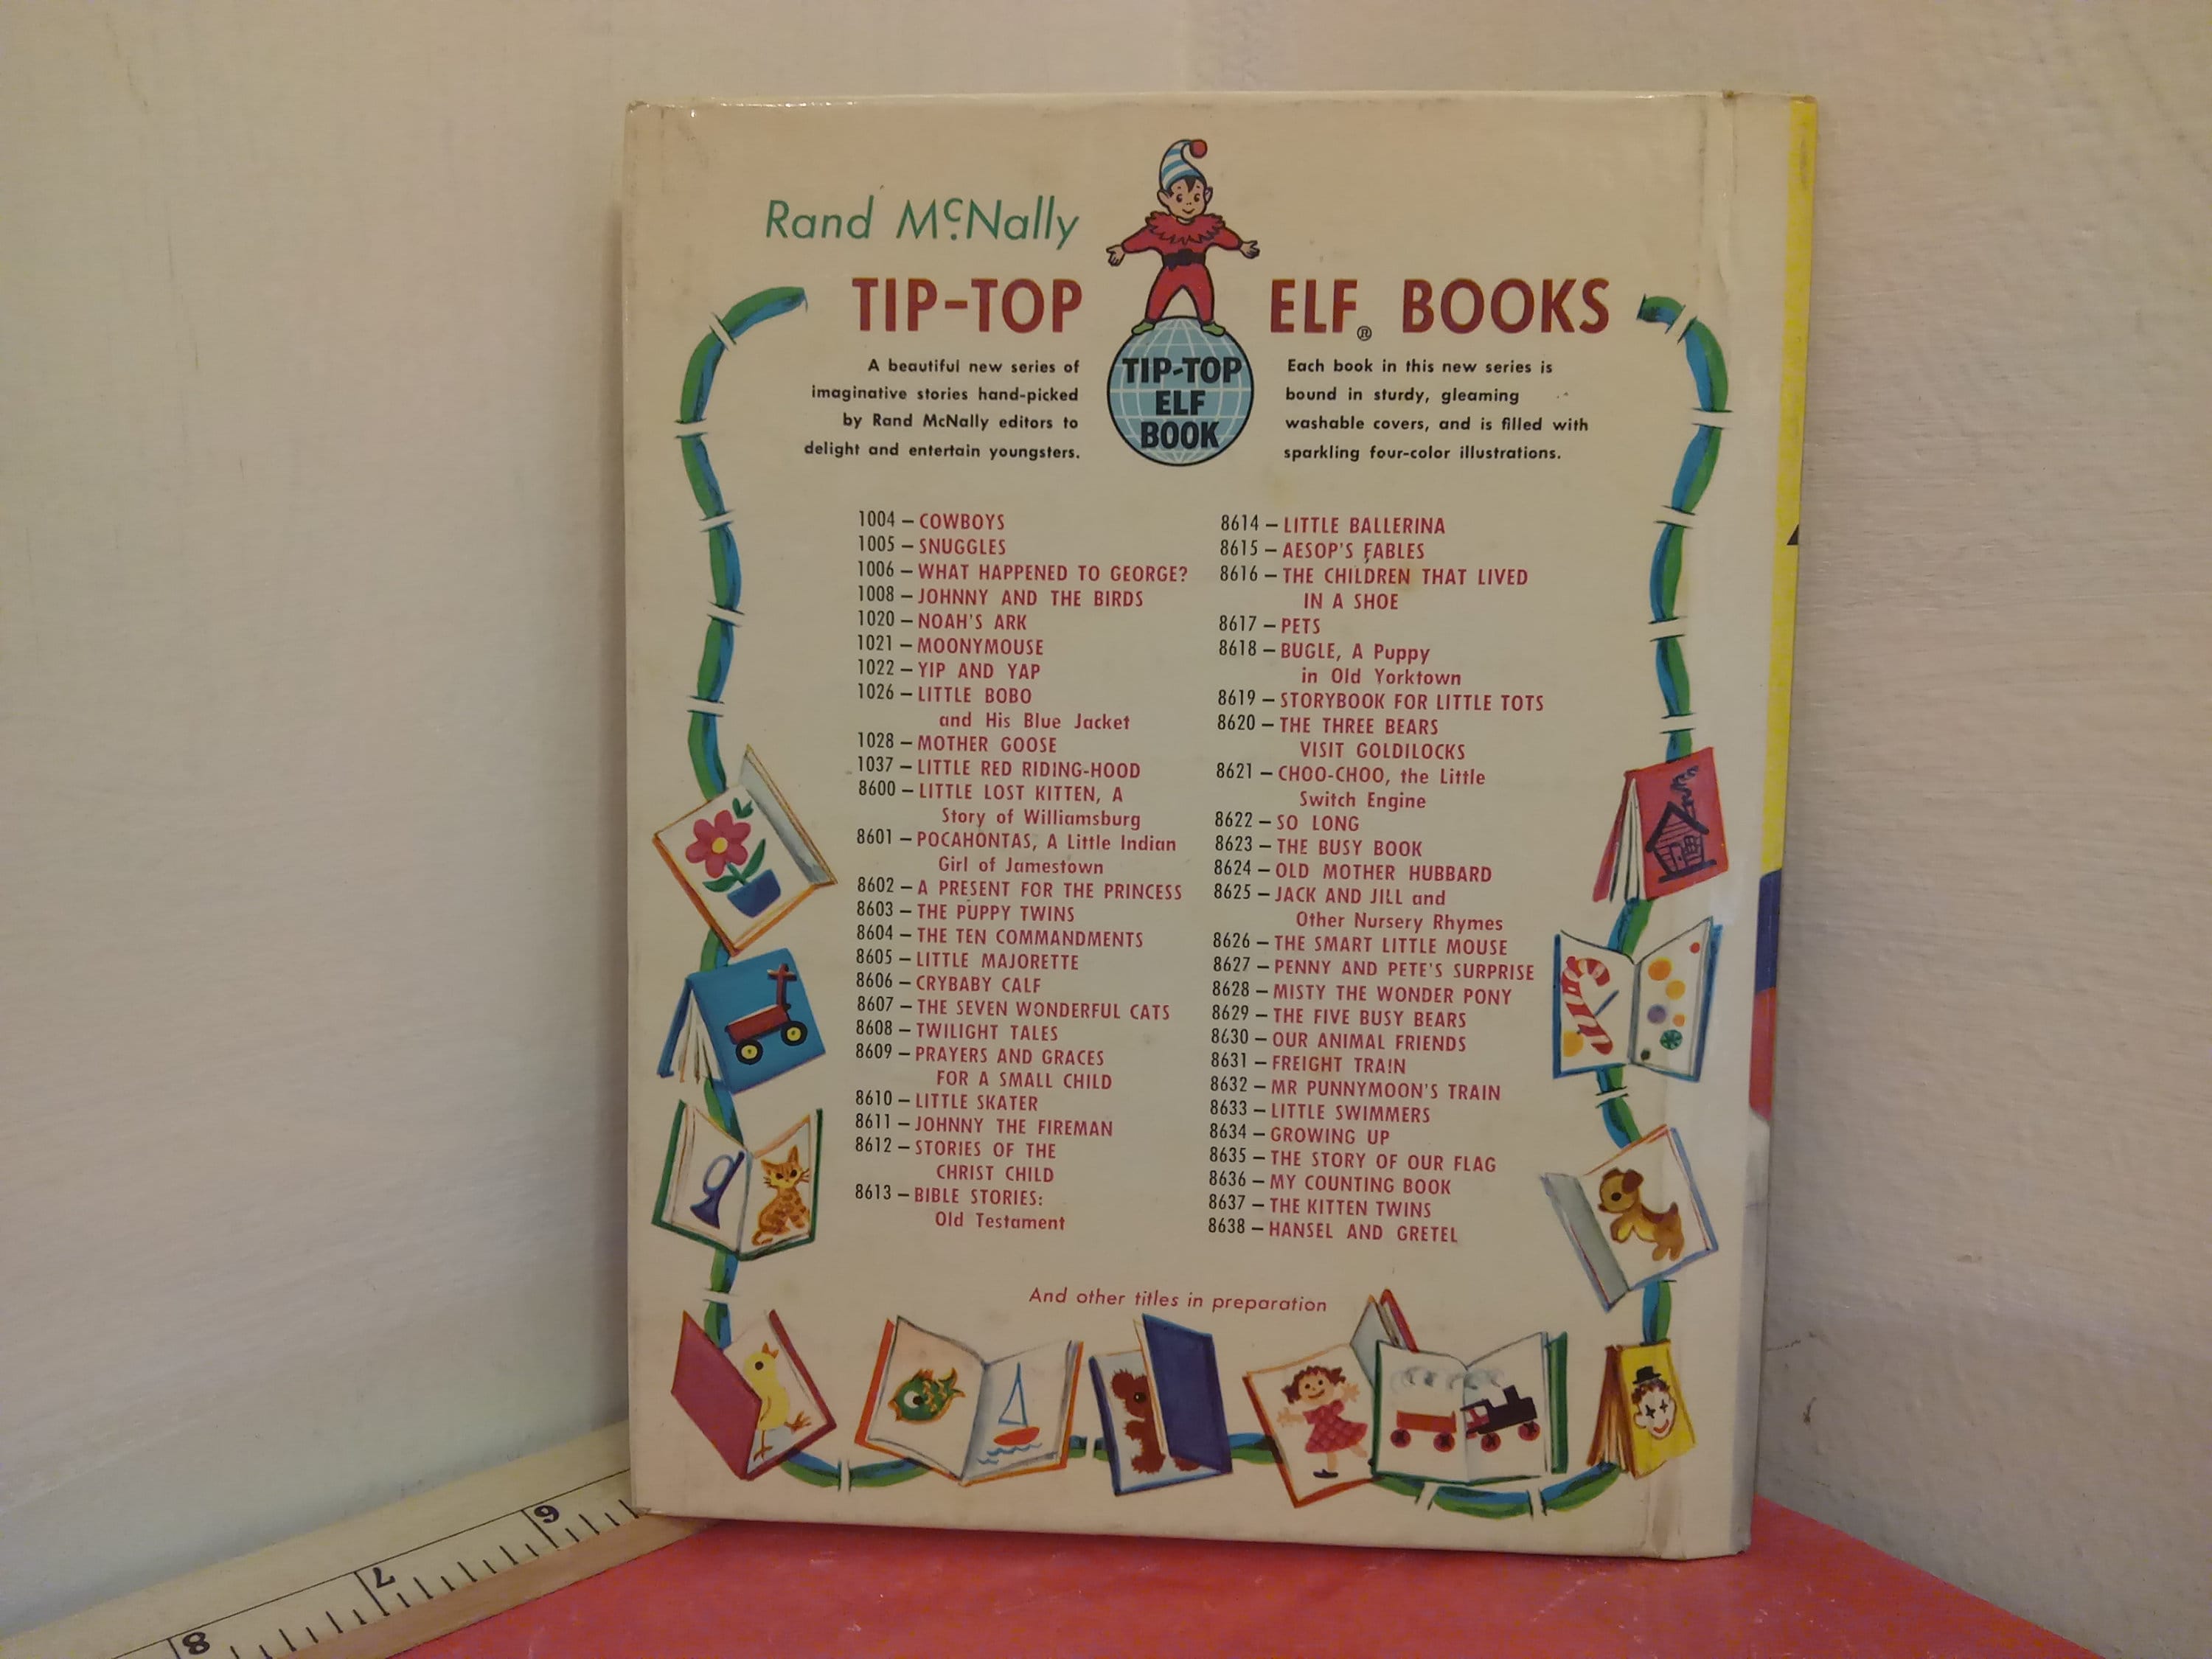 Rand McNally
TIP-TOP ELF® BOOKS
A beautiful new series of
imaginative stories hand-picked
by Rand McNally editors to
delight and entertain youngsters.
TIP-TOP
ELF
BOOK
Each book in this new series is
bound in sturdy, gleaming
washable covers, and is filled with
sparkling four-color illustrations.
1004 – COWBOYS
1005 – SNUGGLES
1006 – WHAT HAPPENED TO GEORGE?
1008 – JOHNNY AND THE BIRDS
1020 – NOAH'S ARK
1021 – MOONYMOUSE
1022 – YIP AND YAP
1026 – LITTLE BOBO
and His Blue Jacket
1028 – MOTHER GOOSE
1037 – LITTLE RED RIDING-HOOD
8600 – LITTLE LOST KITTEN, A
Story of Williamsburg
8601 – POCAHONTAS, A Little Indian
Girl of Jamestown
8602 – A PRESENT FOR THE PRINCESS
8603 – THE PUPPY TWINS
8604 – THE TEN COMMANDMENTS
8605 – LITTLE MAJORETTE
8606 – CRYBABY CALF
8607 – THE SEVEN WONDERFUL CATS
8608 – TWILIGHT TALES
8609 – PRAYERS AND GRACES
FOR A SMALL CHILD
8610 – LITTLE SKATER
8611 – JOHNNY THE FIREMAN
8612 – STORIES OF THE
CHRIST CHILD
8613 – BIBLE STORIES:
Old Testament
8614 – LITTLE BALLERINA
8615 – AESOP'S FABLES
8616 – THE CHILDREN THAT LIVED
IN A SHOE
8617 – PETS
8618 – BUGLE, A Puppy
in Old Yorktown
8619 – STORYBOOK FOR LITTLE TOTS
8620 – THE THREE BEARS
VISIT GOLDILOCKS
8621 – CHOO-CHOO, the Little
Switch Engine
8622 – SO LONG
8623 – THE BUSY BOOK
8624 – OLD MOTHER HUBBARD
8625 – JACK AND JILL and
Other Nursery Rhymes
8626 – THE SMART LITTLE MOUSE
8627 – PENNY AND PETE'S SURPRISE
8628 – MISTY THE WONDER PONY
8629 – THE FIVE BUSY BEARS
8630 – OUR ANIMAL FRIENDS
8631 – FREIGHT TRAIN
8632 – MR PUNNYMOON'S TRAIN
8633 – LITTLE SWIMMERS
8634 – GROWING UP
8635 – THE STORY OF OUR FLAG
8636 – MY COUNTING BOOK
8637 – THE KITTEN TWINS
8638 – HANSEL AND GRETEL
And other titles in preparation
6
7
8